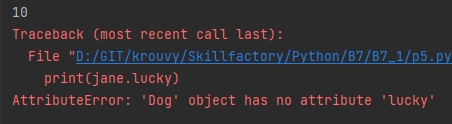 10
Traceback (most recent call last):
File "D:/GIT/krouvy/Skillfactory/Python/B7/B7_1/p5.py
print(jane.lucky)
AttributeError: 'Dog' object has no attribute 'lucky'